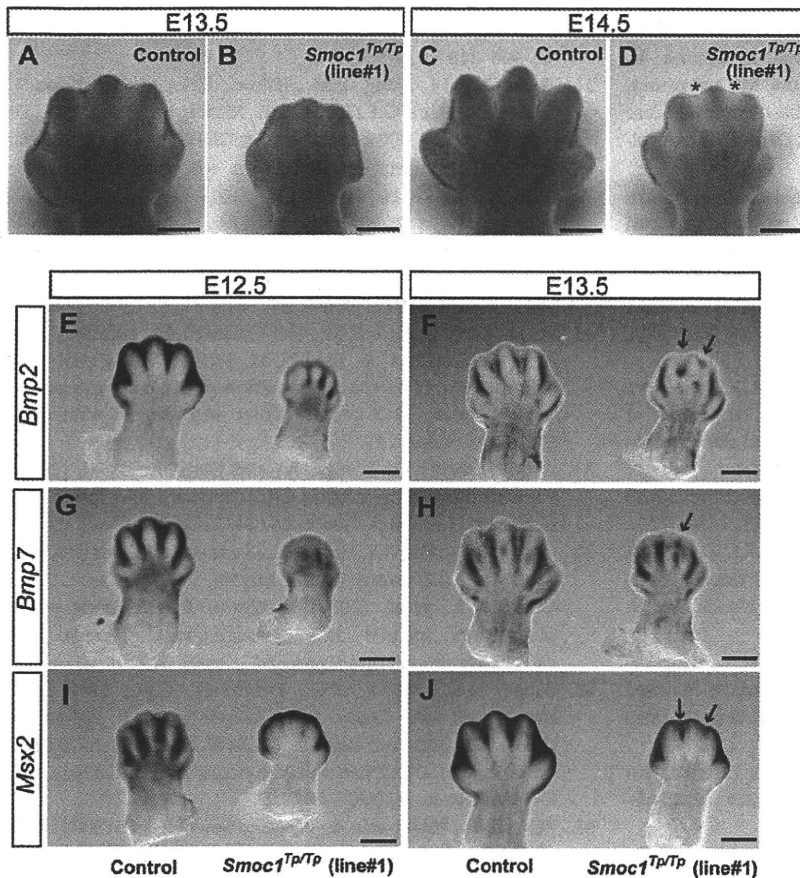 E13.5
E14.5
A
Control
B
Smoc1Tp/Tp
(line#1)
C
Control
D
Smoc1Tp/Tp
(line#1)
* *
E12.5
E13.5
Bmp2
E
F
Bmp7
G
H
Msx2
I
J
Control
Smoc1Tp/Tp (line#1)
Control
Smoc1Tp/Tp (line#1)